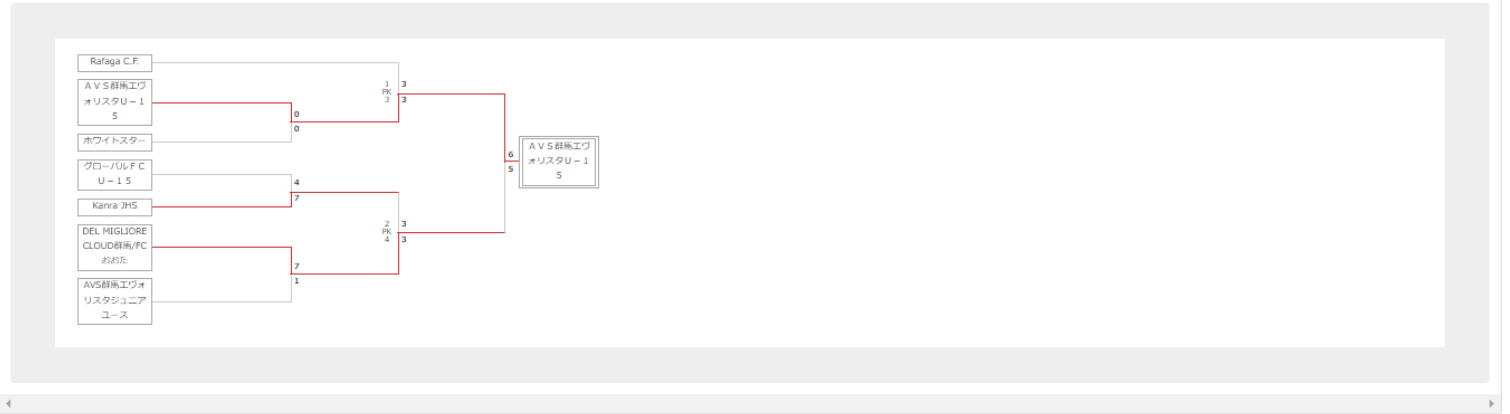 Rafaga C.F.
ＡＶＳ群馬エヴ
ォリスタＵ－１
５
ホワイトスター
グローバルＦＣ
Ｕ－１５
Kanra JHS
DEL MIGLIORE
CLOUD群馬/FC
おおた
AVS群馬エヴォ
リスタジュニア
ユース
0
0
4
7
7
1
1 3
PK
3 3
2 3
PK
4 3
6
5
ＡＶＳ群馬エヴ
ォリスタＵ－１
５